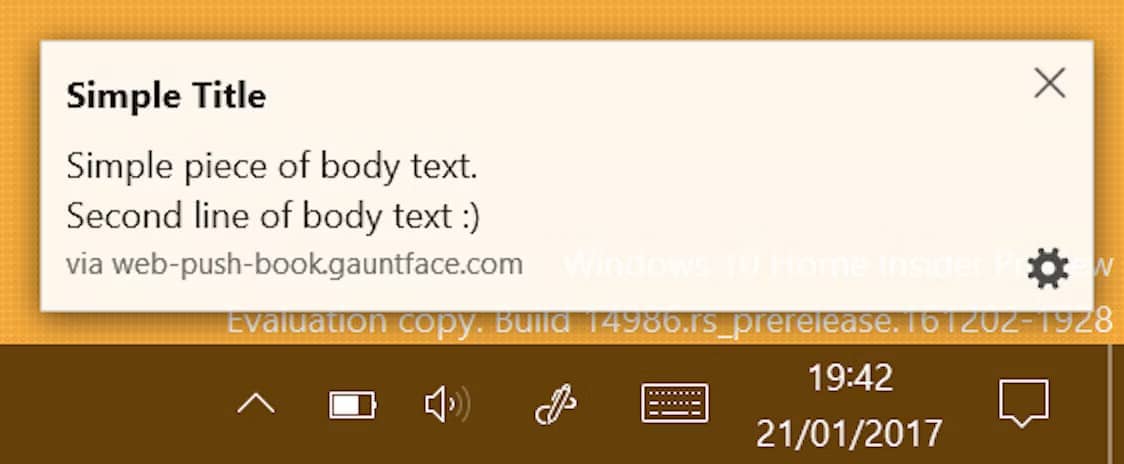 Simple Title
Simple piece of body text.
Second line of body text :)
via web-push-book.gauntface.com
Windows 10 Home Insider Preview
Evaluation copy. Build 14986.rs_prerelease.161202-1928
19:42
21/01/2017